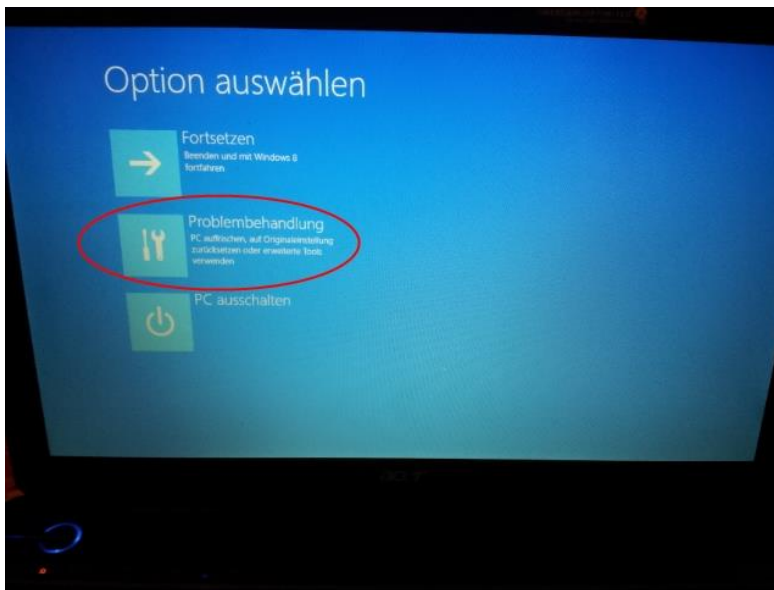 Option auswählen
Fortsetzen
Beenden und mit Windows 8
fortfahren
Problembehandlung
PC auffrischen, auf Originaleinstellung
zurücksetzen oder erweiterte Tools
verwenden
PC ausschalten
acer